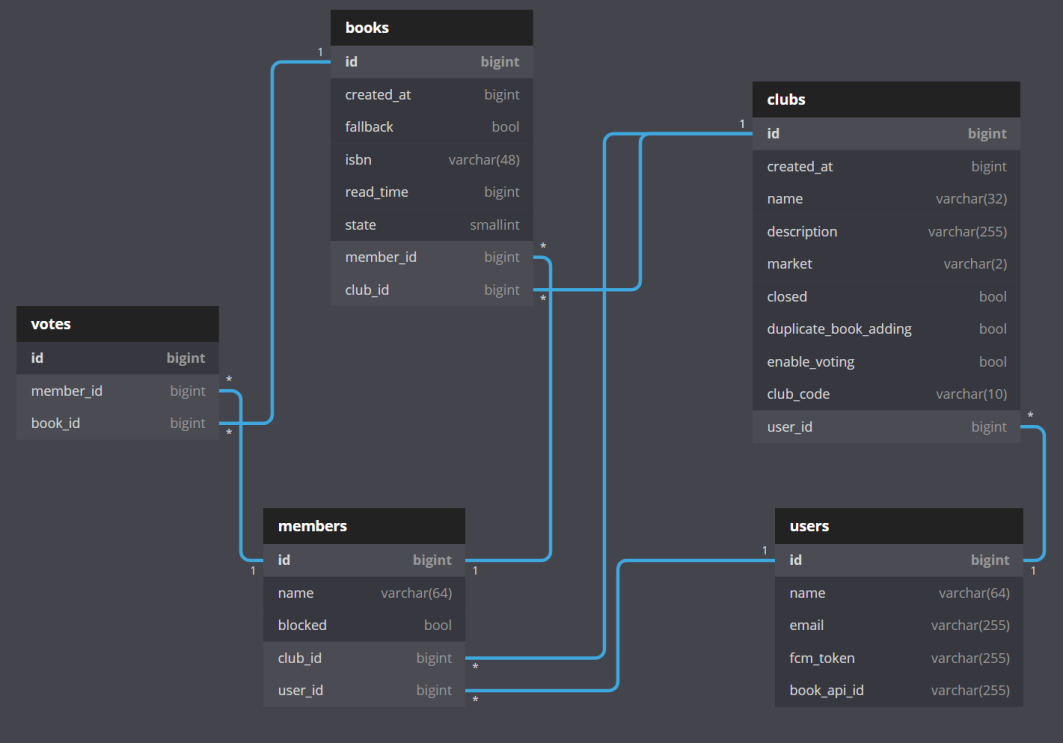 books
1
id bigint
created_at bigint
fallback bool
isbn varchar(48)
read_time bigint
state smallint
*
member_id bigint
club_id bigint
*
clubs
1
id bigint
created_at bigint
name varchar(32)
description varchar(255)
market varchar(2)
closed bool
duplicate_book_adding bool
enable_voting bool
club_code varchar(10)
*
user_id bigint
votes
id bigint
*
member_id bigint
book_id bigint
*
members
id bigint
1 1
name varchar(64)
blocked bool
club_id bigint
*
user_id bigint
*
users
1
id bigint
1
name varchar(64)
email varchar(255)
fcm_token varchar(255)
book_api_id varchar(255)